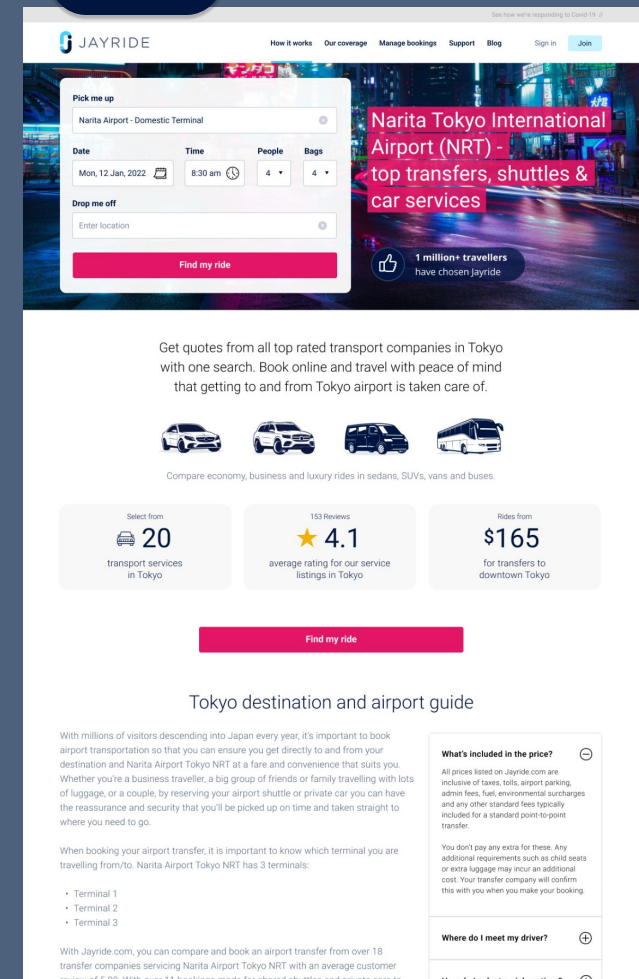 See how we're responding to Covid-19
JAYRIDE
How it works Our coverage Manage bookings Support Blog Sign in Join
Pick me up
Narita Airport - Domestic Terminal
Date Time People Bags
Mon, 12 Jan, 2022 8:30 am 4 4
Drop me off
Enter location
Find my ride
Narita Tokyo International
Airport (NRT) -
top transfers, shuttles &
car services
1 million+ travellers
have chosen Jayride
Get quotes from all top rated transport companies in Tokyo
with one search. Book online and travel with peace of mind
that getting to and from Tokyo airport is taken care of.
Compare economy, business and luxury rides in sedans, SUVs, vans and buses.
Select from
20
transport services
in Tokyo
153 Reviews
4.1
average rating for our service
listings in Tokyo
Rides from
$165
for transfers to
downtown Tokyo
Find my ride
Tokyo destination and airport guide
With millions of visitors descending into Japan every year, it's important to book
airport transportation so that you can ensure you get directly to and from your
destination and Narita Airport Tokyo NRT at a fare and convenience that suits you.
Whether you're a business traveller, a big group of friends or family travelling with lots
of luggage, or a couple, by reserving your airport shuttle or private car you can have
the reassurance and security that you'll be picked up on time and taken straight to
where you need to go.
When booking your airport transfer, it is important to know which terminal you are
travelling from/to. Narita Airport Tokyo NRT has 3 terminals:
• Terminal 1
• Terminal 2
• Terminal 3
With Jayride.com, you can compare and book an airport transfer from over 18
transfer companies servicing Narita Airport Tokyo NRT with an average customer
What's included in the price?
All prices listed on Jayride.com are
inclusive of taxes, tolls, airport parking,
admin fees, fuel, environmental surcharges
and any other standard fees typically
included for a standard point-to-point
transfer.
You don't pay any extra for these. Any
additional requirements such as child seats
or extra luggage may incur an additional
cost. Your transfer company will confirm
this with you when you make your booking.
Where do I meet my driver?